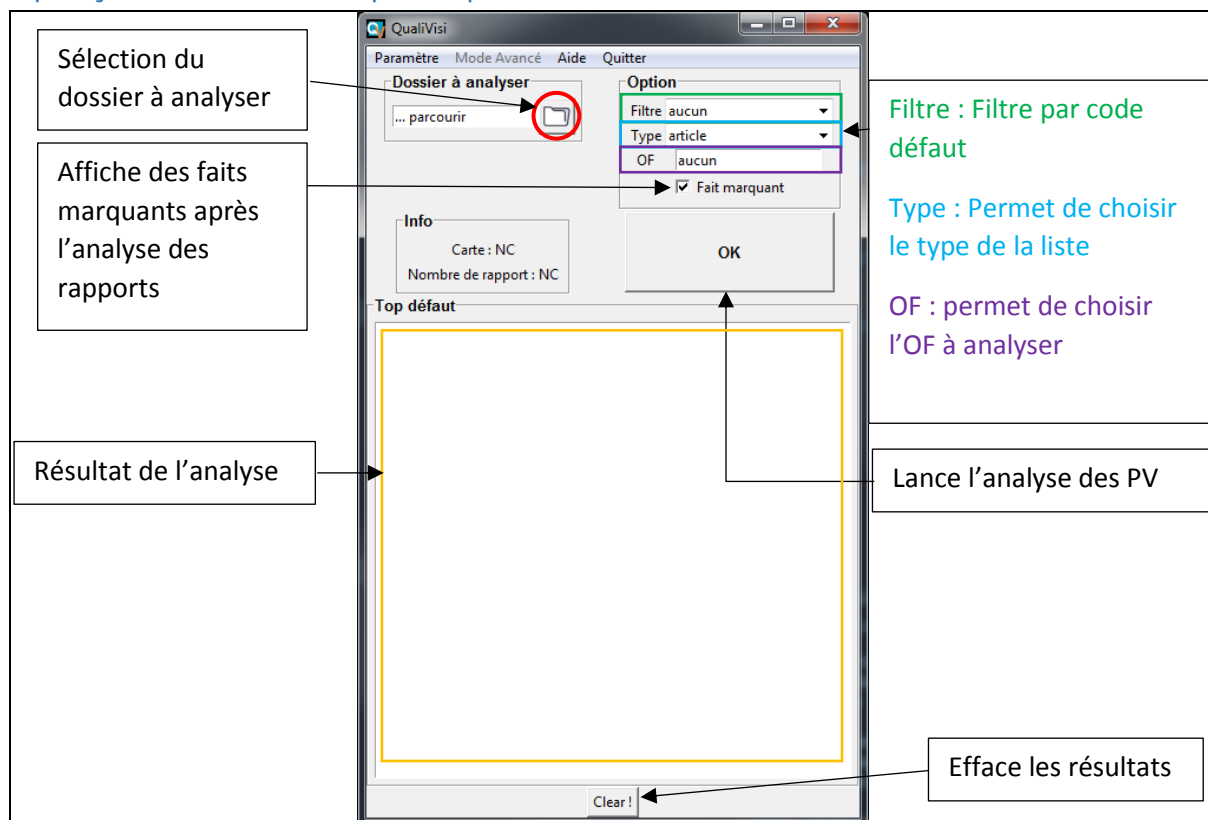 Sélection du
dossier à analyser
Affiche des faits
marquants après
l'analyse des
rapports
Résultat de l'analyse
QualiVisi
Paramètre Mode Avancé Aide Quitter
Dossier à analyser
... parcourir
Option
Filtre aucun
Type article
OF aucun
Fait marquant
Info
Carte : NC
Nombre de rapport : NC
OK
Top défaut
Clear !
Filtre : Filtre par code
défaut
Type : Permet de choisir
le type de la liste
OF : permet de choisir
l'OF à analyser
Lance l'analyse des PV
Efface les résultats